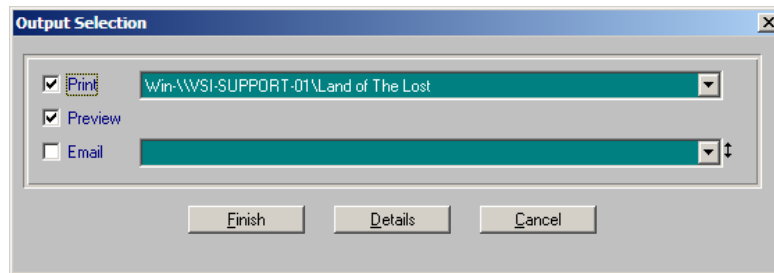 Output Selection
Print Win-\\VSI-SUPPORT-01\Land of The Lost
Preview
Email
Finish Details Cancel